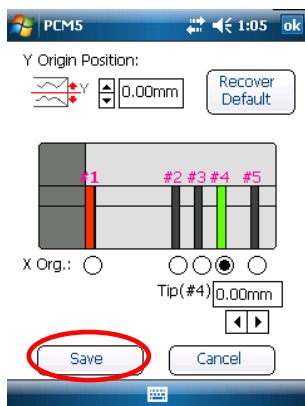 PCM5 1:05 ok
Y Origin Position:
Y 0.00mm Recover Default
#1 #2 #3 #4 #5
X Org.:
Tip(#4) 0.00mm
Save Cancel